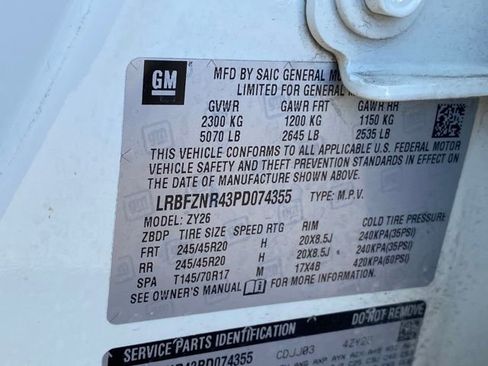 GM
MFD BY SAIC GENERAL
LIMITED FOR GENERAL
GVWR GAWR FRT GAWR RR
2300 KG 1200 KG 1150 KG
5070 LB 2645 LB 2535 LB
THIS VEHICLE CONFORMS TO ALL APPLICABLE U.S. FEDERAL MOTOR
VEHICLE SAFETY AND THEFT PREVENTION STANDARDS IN EFFECT ON
THE DATE OF MANUFACTURE SHOWN ABOVE.
LRBFZNR43PD074355 TYPE: M.P.V.
MODEL: ZY26
ZBDP TIRE SIZE SPEED RTG RIM COLD TIRE PRESSURE
FRT 245/45R20 H 20X8.5J 240KPA(35PSI)
RR 245/45R20 H 20X8.5J 240KPA(35PSI)
SPA T145/70R17 M 17X4B 420KPA(60PSI)
SEE OWNER'S MANUAL FOR ADDITIONAL INFORMATION.
SERVICE PARTS IDENTIFICATION DO NOT REMOVE
CDJJ03 4ZY26